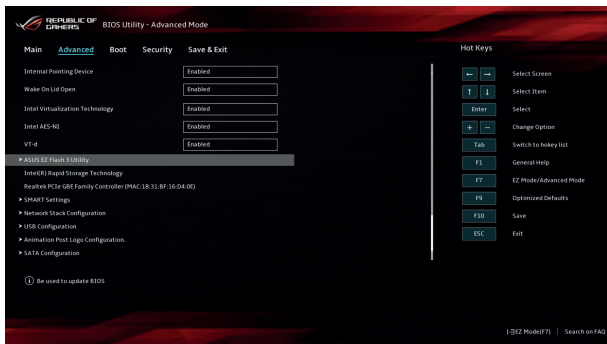 REPUBLIC OF
GAMERS
BIOS Utility - Advanced Mode
Main Advanced Boot Security Save & Exit
Hot Keys
Internal Pointing Device Enabled
Wake On Lid Open Enabled
Intel Virtualization Technology Enabled
Intel AES-NI Enabled
VT-d Enabled
> ASUS EZ Flash 3 Utility
Intel(R) Rapid Storage Technology
Realtek PCIe GBE Family Controller (MAC:18:31:BF:16:D4:0E)
> SMART Settings
> Network Stack Configuration
> USB Configuration
> Animation Post Logo Configuration.
> SATA Configuration
← → Select Screen
↑ ↓ Select Item
Enter Select
+ − Change Option
Tab Switch to hokey list
F1 General Help
F7 EZ Mode/Advanced Mode
F9 Optimized Defaults
F10 Save
ESC Exit
i Be used to update BIOS
EZ Mode(F7) | Search on FAQ